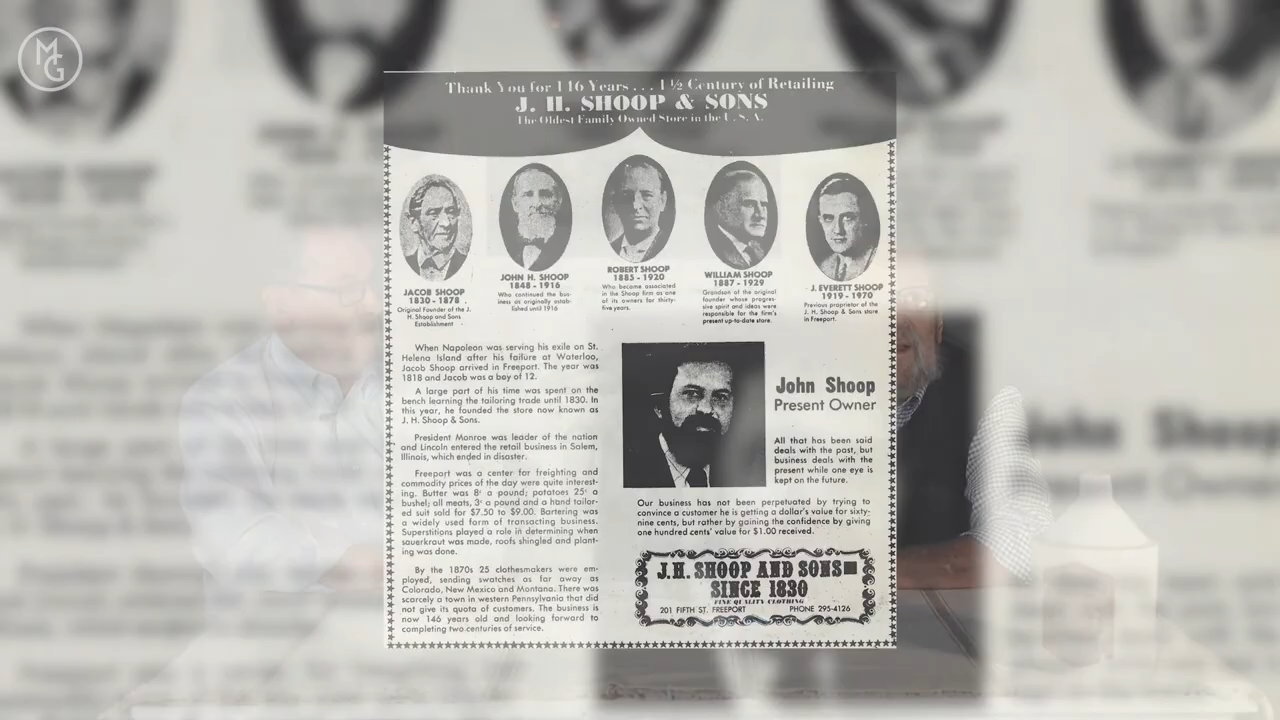 MG
Thank You for 146 Years . . . 1 ½ Century of Retailing
J. H. SHOOP & SONS
The Oldest Family Owned Store in the U. S. A.
JACOB SHOOP
1830 - 1878
Original Founder of the J.
H. Shoop and Sons
Establishment
JOHN H. SHOOP
1848 - 1916
Who continued the bus-
iness as originally estab-
lished until 1916
ROBERT SHOOP
1885 - 1920
Who became associated
in the Shoop firm as one
of its owners for thirty-
five years.
WILLIAM SHOOP
1887 - 1929
Grandson of the original
founder whose progres-
sive spirit and ideas were
responsible for the firm's
present up-to-date store.
J. EVERETT SHOOP
1919 - 1970
Previous proprietor of the
J. H. Shoop & Sons store
in Freeport.
When Napoleon was serving his exile on St.
Helena Island after his failure at Waterloo,
Jacob Shoop arrived in Freeport. The year was
1818 and Jacob was a boy of 12.
A large part of his time was spent on the
bench learning the tailoring trade until 1830. In
this year, he founded the store now known as
J. H. Shoop & Sons.
President Monroe was leader of the nation
and Lincoln entered the retail business in Salem,
Illinois, which ended in disaster.
Freeport was a center for freighting and
commodity prices of the day were quite interest-
ing. Butter was 8¢ a pound; potatoes 25¢ a
bushel; all meats, 3¢ a pound and a hand tailor-
ed suit sold for $7.50 to $9.00. Bartering was
a widely used form of transacting business.
Superstitions played a role in determining when
sauerkraut was made, roofs shingled and plant-
ing was done.
By the 1870s 25 clothesmakers were em-
ployed, sending swatches as far away as
Colorado, New Mexico and Montana. There was
scarcely a town in western Pennsylvania that did
not give its quota of customers. The business is
now 146 years old and looking forward to
completing two centuries of service.
John Shoop
Present Owner
All that has been said
deals with the past, but
business deals with the
present while one eye is
kept on the future.
Our business has not been perpetuated by trying to
convince a customer he is getting a dollar's value for sixty-
nine cents, but rather by gaining the confidence by giving
one hundred cents' value for $1.00 received.
J.H. SHOOP AND SONS
SINCE 1830
FINE QUALITY CLOTHING
201 FIFTH ST. FREEPORT PHONE 295-4126
John Shoop